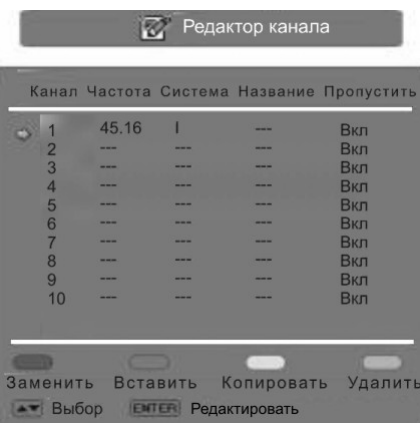 Редактор канала
Канал Частота Система Название Пропустить
1 45.16 I --- Вкл
2 --- --- --- Вкл
3 --- --- --- Вкл
4 --- --- --- Вкл
5 --- --- --- Вкл
6 --- --- --- Вкл
7 --- --- --- Вкл
8 --- --- --- Вкл
9 --- --- --- Вкл
10 --- --- --- Вкл
Заменить Вставить Копировать Удалить
Выбор ENTER Редактировать